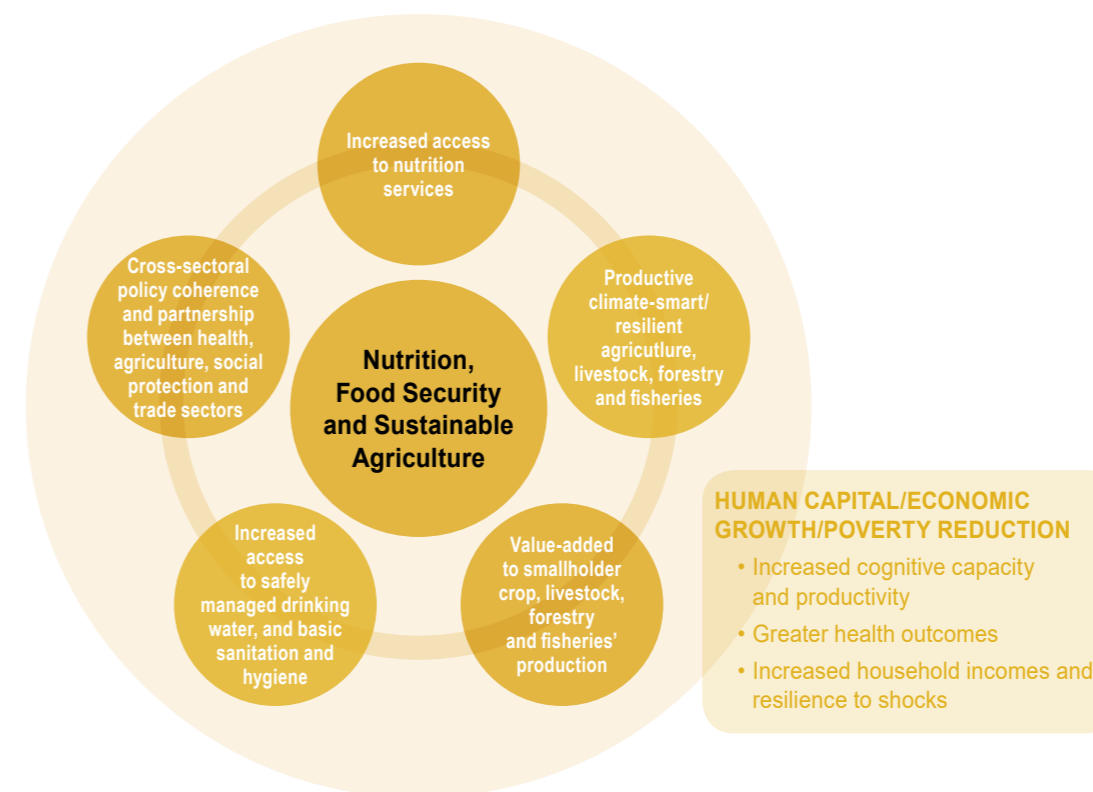 Increased access
to nutrition
services
Cross-sectoral
policy coherence
and partnership
between health,
agriculture, social
protection and
trade sectors
Productive
climate-smart/
resilient
agricutlure,
livestock, forestry
and fisheries
Nutrition,
Food Security
and Sustainable
Agriculture
Increased
access
to safely
managed drinking
water, and basic
sanitation and
hygiene
Value-added
to smallholder
crop, livestock,
forestry
and fisheries’
production
HUMAN CAPITAL/ECONOMIC
GROWTH/POVERTY REDUCTION
• Increased cognitive capacity
and productivity
• Greater health outcomes
• Increased household incomes and
resilience to shocks